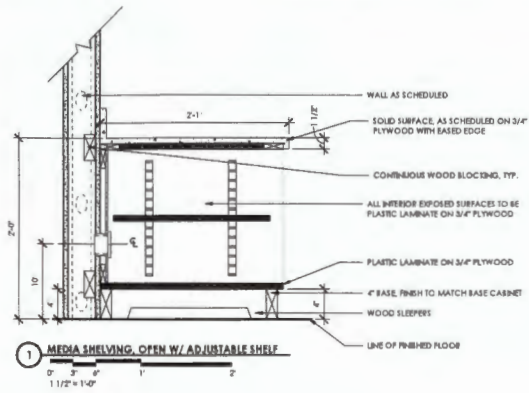 WALL AS SCHEDULED
2'-1"
1 1/2"
SOLID SURFACE, AS SCHEDULED ON 3/4"
PLYWOOD WITH EASED EDGE
CONTINUOUS WOOD BLOCKING, TYP.
ALL INTERIOR EXPOSED SURFACES TO BE
PLASTIC LAMINATE ON 3/4" PLYWOOD
2'-0"
10"
4"
4"
PLASTIC LAMINATE ON 3/4" PLYWOOD
4" BASE, FINISH TO MATCH BASE CABINET
WOOD SLEEPERS
LINE OF FINISHED FLOOR
1 MEDIA SHELVING, OPEN W/ ADJUSTABLE SHELF
0" 3" 6" 1' 2'
1 1/2" = 1'-0"